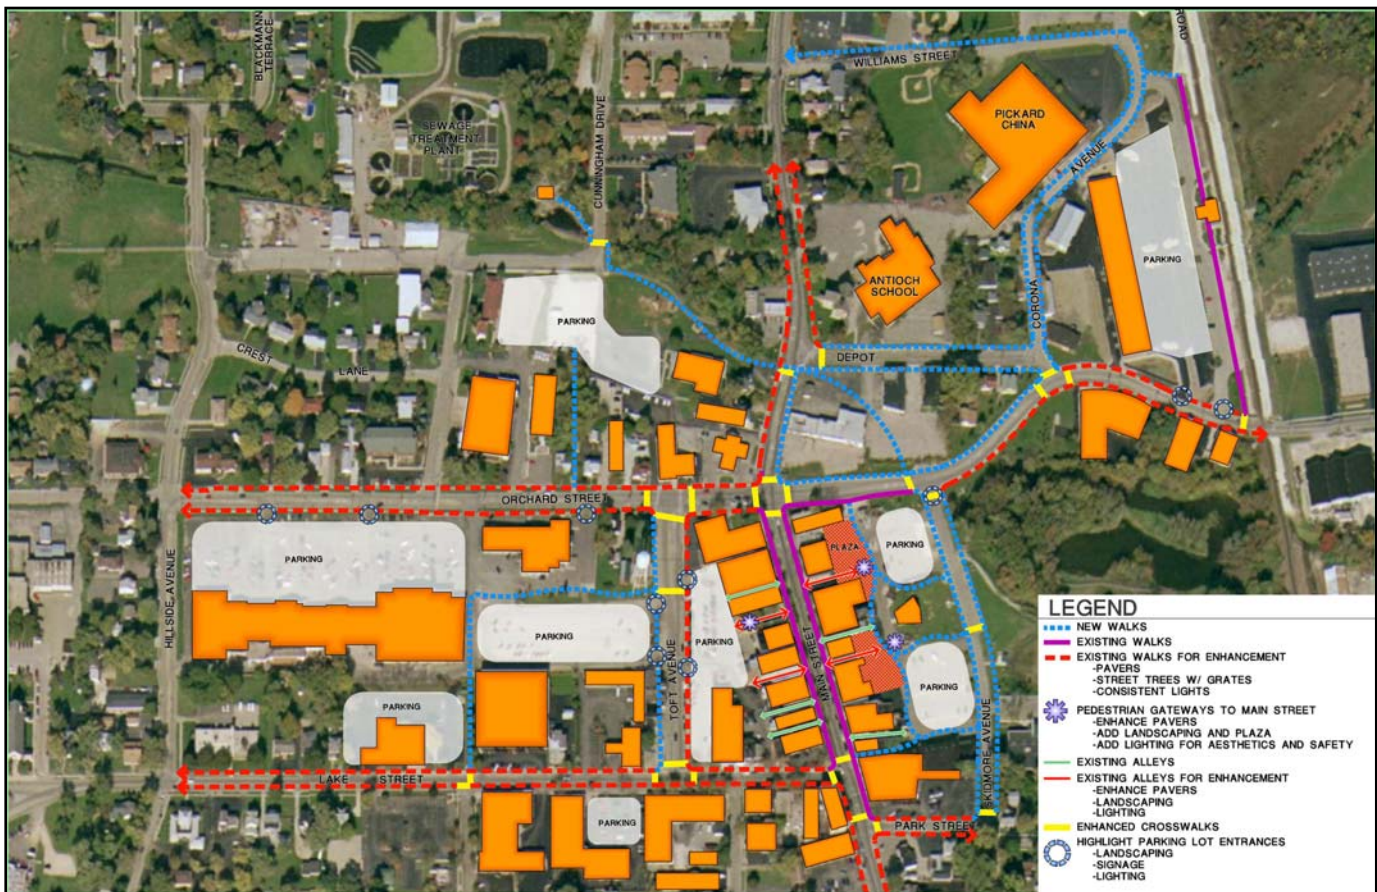 BLACKMANN
TERRACE
ROAD
WILLIAMS STREET
CUNNINGHAM DRIVE
SEWAGE
TREATMENT
PLANT
PICKARD
CHINA
AVENUE
CORONA
ANTIOCH
SCHOOL
PARKING
PARKING
DEPOT
CREST
LANE
ORCHARD STREET
HILLSIDE AVENUE
PARKING
PLAZA
PARKING
PARKING
PARKING
MAIN STREET
TOFT AVENUE
PARKING
PARKING
SKIDMORE AVENUE
LAKE STREET
PARKING
PARK STREET
LEGEND
NEW WALKS
EXISTING WALKS
EXISTING WALKS FOR ENHANCEMENT
-PAVERS
-STREET TREES W/ GRATES
-CONSISTENT LIGHTS
PEDESTRIAN GATEWAYS TO MAIN STREET
-ENHANCE PAVERS
-ADD LANDSCAPING AND PLAZA
-ADD LIGHTING FOR AESTHETICS AND SAFETY
EXISTING ALLEYS
EXISTING ALLEYS FOR ENHANCEMENT
-ENHANCE PAVERS
-LANDSCAPING
-LIGHTING
ENHANCED CROSSWALKS
HIGHLIGHT PARKING LOT ENTRANCES
-LANDSCAPING
-SIGNAGE
-LIGHTING